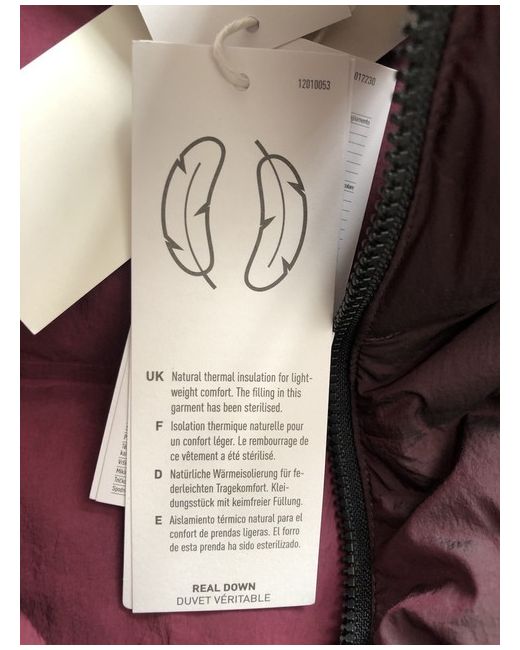 12010053
012230
UK Natural thermal insulation for light-
weight comfort. The filling in this
garment has been sterilised.
F Isolation thermique naturelle pour
un confort léger. Le rembourrage de
ce vêtement a été stérilisé.
D Natürliche Wärmeisolierung für fe-
derleichten Tragekomfort. Klei-
dungsstück mit keimfreier Füllung.
E Aislamiento térmico natural para el
confort de prendas ligeras. El forro
de esta prenda ha sido esterilizado.
REAL DOWN
DUVET VÉRITABLE